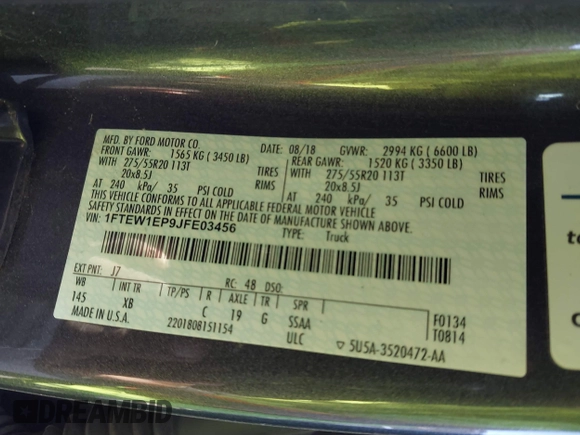 MFD. BY FORD MOTOR CO.
DATE: 08/18 GVWR: 2994 KG ( 6600 LB)
FRONT GAWR: 1565 KG ( 3450 LB) REAR GAWR: 1520 KG ( 3350 LB)
WITH 275/55R20 113T TIRES WITH 275/55R20 113T TIRES
20x8.5J RIMS 20x8.5J RIMS
AT 240 kPa/ 35 PSI COLD AT 240 kPa/ 35 PSI COLD
THIS VEHICLE CONFORMS TO ALL APPLICABLE FEDERAL MOTOR VEHICLE
SAFETY STANDARDS IN EFFECT ON THE DATE OF MANUFACTURE SHOWN ABOVE.
VIN: 1FTEW1EP9JFE03456
TYPE: Truck
EXT PNT: J7 RC: 48 DSO:
WB INT TR TP/PS R AXLE TR SPR
145 XB C 19 G SSAA
ULC
F0134
T0814
MADE IN U.S.A. 2201808151154 ▽ 5U5A-3520472-AA
DREAMBID